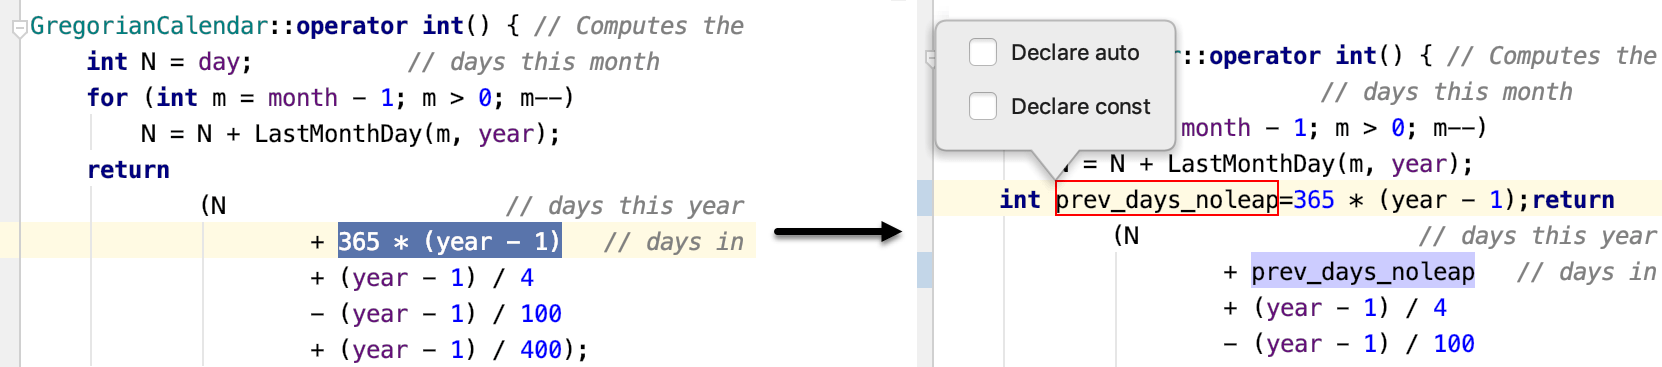 GregorianCalendar::operator int() { // Computes the
int N = day; // days this month
for (int m = month - 1; m > 0; m--)
N = N + LastMonthDay(m, year);
return
(N // days this year
+ 365 * (year - 1) // days in
+ (year - 1) / 4
- (year - 1) / 100
+ (year - 1) / 400);
Declare auto
Declare const
::operator int() { // Computes the
// days this month
month - 1; m > 0; m--)
= N + LastMonthDay(m, year);
int prev_days_noleap=365 * (year - 1);return
(N // days this year
+ prev_days_noleap // days in
+ (year - 1) / 4
- (year - 1) / 100